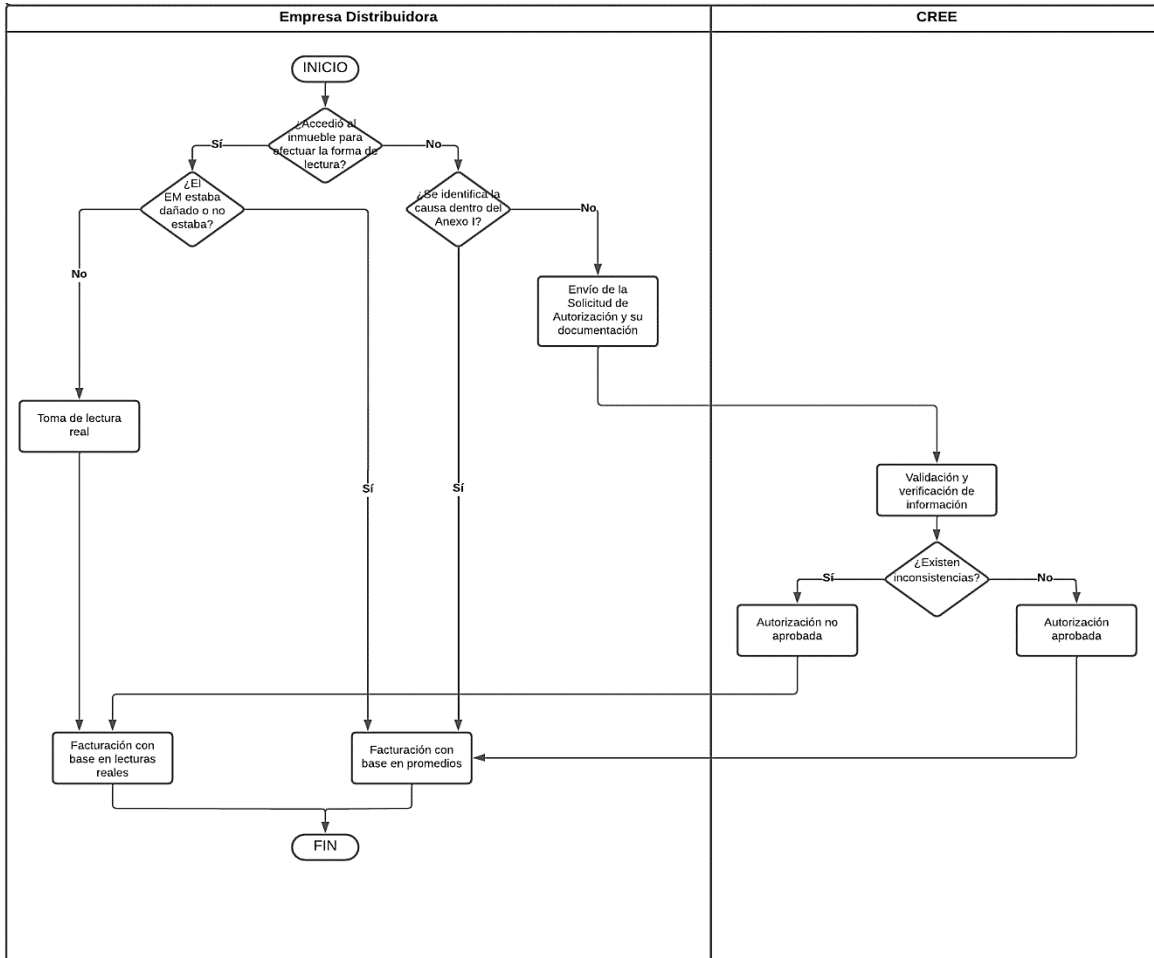 Empresa Distribuidora
CREE
INICIO
¿Accedió al
inmueble para
efectuar la forma de
lectura?
Sí
No
¿El
EM estaba
dañado o no
estaba?
¿Se identifica la
causa dentro del
Anexo I?
No
No
Envío de la
Solicitud de
Autorización y su
documentación
Toma de lectura
real
Sí
Sí
Validación y
verificación de
información
¿Existen
inconsistencias?
Sí
No
Autorización no
aprobada
Autorización
aprobada
Facturación con
base en lecturas
reales
Facturación con
base en promedios
FIN